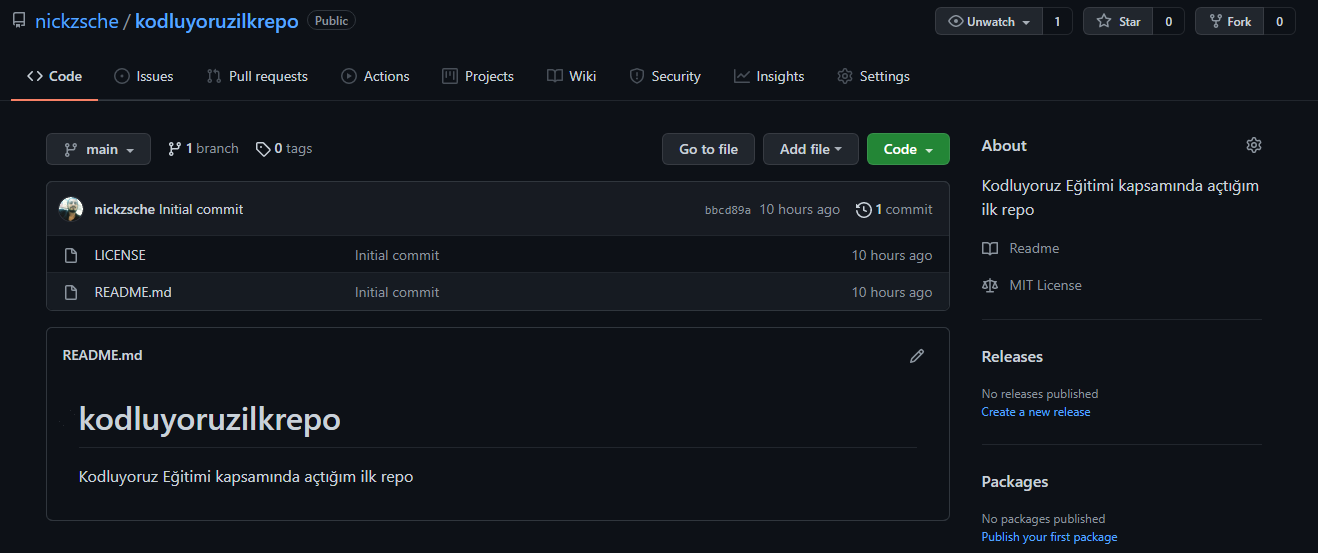 nickzsche / kodluyoruzilkrepo Public Unwatch 1 Star 0 Fork 0
Code Issues Pull requests Actions Projects Wiki Security Insights Settings
main 1 branch 0 tags Go to file Add file Code
nickzsche Initial commit bbcd89a 10 hours ago 1 commit
LICENSE Initial commit 10 hours ago
README.md Initial commit 10 hours ago
README.md
kodluyoruzilkrepo
Kodluyoruz Eğitimi kapsamında açtığım ilk repo
About
Kodluyoruz Eğitimi kapsamında açtığım
ilk repo
Readme
MIT License
Releases
No releases published
Create a new release
Packages
No packages published
Publish your first package